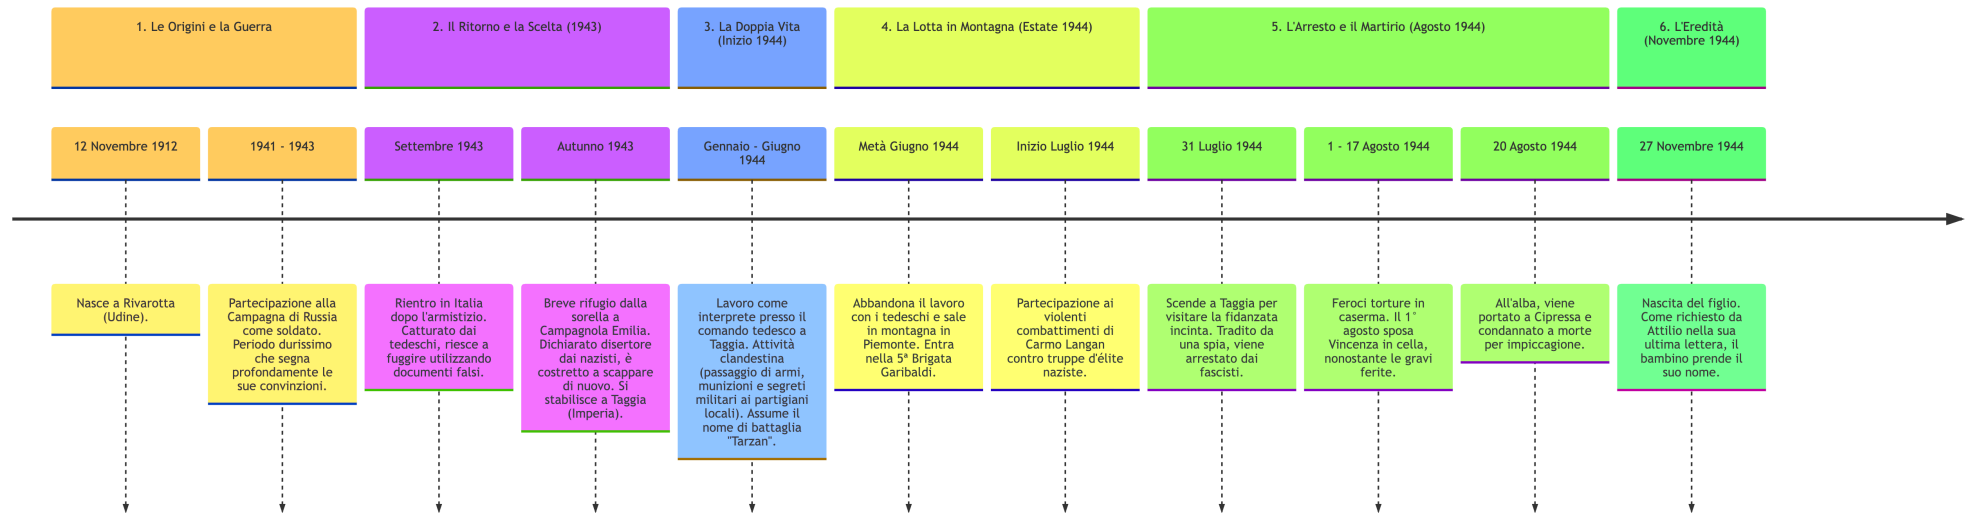 1. Le Origini e la Guerra
2. Il Ritorno e la Scelta (1943)
3. La Doppia Vita
(Inizio 1944)
4. La Lotta in Montagna (Estate 1944)
5. L'Arresto e il Martirio (Agosto 1944)
6. L'Eredità
(Novembre 1944)
12 Novembre 1912
1941 - 1943
Settembre 1943
Autunno 1943
Gennaio - Giugno
1944
Metà Giugno 1944
Inizio Luglio 1944
31 Luglio 1944
1 - 17 Agosto 1944
20 Agosto 1944
27 Novembre 1944
Nasce a Rivarotta
(Udine).
Partecipazione alla
Campagna di Russia
come soldato.
Periodo durissimo
che segna
profondamente le
sue convinzioni.
Rientro in Italia
dopo l'armistizio.
Catturato dai
tedeschi, riesce a
fuggire utilizzando
documenti falsi.
Breve rifugio dalla
sorella a
Campagnola Emilia.
Dichiarato disertore
dai nazisti, è
costretto a scappare
di nuovo. Si
stabilisce a Taggia
(Imperia).
Lavoro come
interprete presso il
comando tedesco a
Taggia. Attività
clandestina
(passaggio di armi,
munizioni e segreti
militari ai partigiani
locali). Assume il
nome di battaglia
"Tarzan".
Abbandona il lavoro
con i tedeschi e sale
in montagna in
Piemonte. Entra
nella 5ª Brigata
Garibaldi.
Partecipazione ai
violenti
combattimenti di
Carmo Langan
contro truppe d'élite
naziste.
Scende a Taggia per
visitare la fidanzata
incinta. Tradito da
una spia, viene
arrestato dai
fascisti.
Feroci torture in
caserma. Il 1°
agosto sposa
Vincenza in cella,
nonostante le gravi
ferite.
All'alba, viene
portato a Cipressa e
condannato a morte
per impiccagione.
Nascita del figlio.
Come richiesto da
Attilio nella sua
ultima lettera, il
bambino prende il
suo nome.